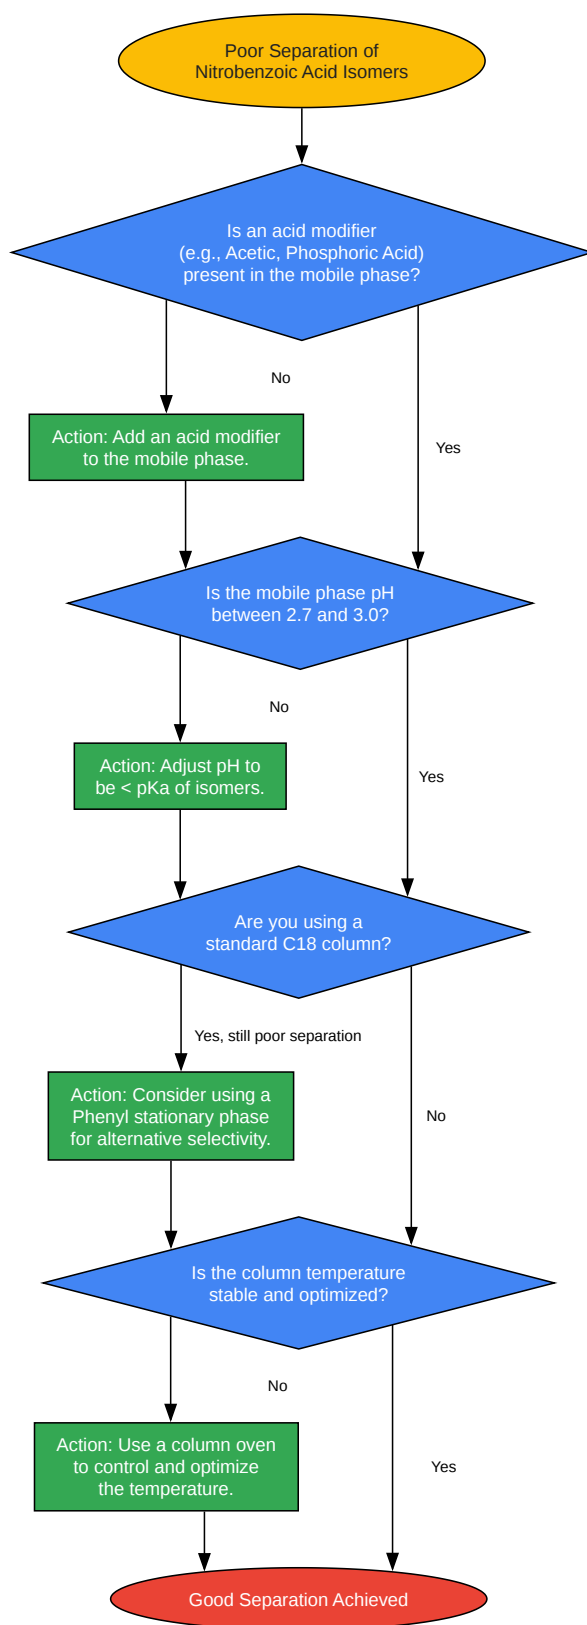 Poor Separation of
Nitrobenzoic Acid Isomers
Is an acid modifier
(e.g., Acetic, Phosphoric Acid)
present in the mobile phase?
No
Action: Add an acid modifier
to the mobile phase.
Yes
Is the mobile phase pH
between 2.7 and 3.0?
No
Action: Adjust pH to
be < pKa of isomers.
Yes
Are you using a
standard C18 column?
Yes, still poor separation
Action: Consider using a
Phenyl stationary phase
for alternative selectivity.
No
Is the column temperature
stable and optimized?
No
Action: Use a column oven
to control and optimize
the temperature.
Yes
Good Separation Achieved